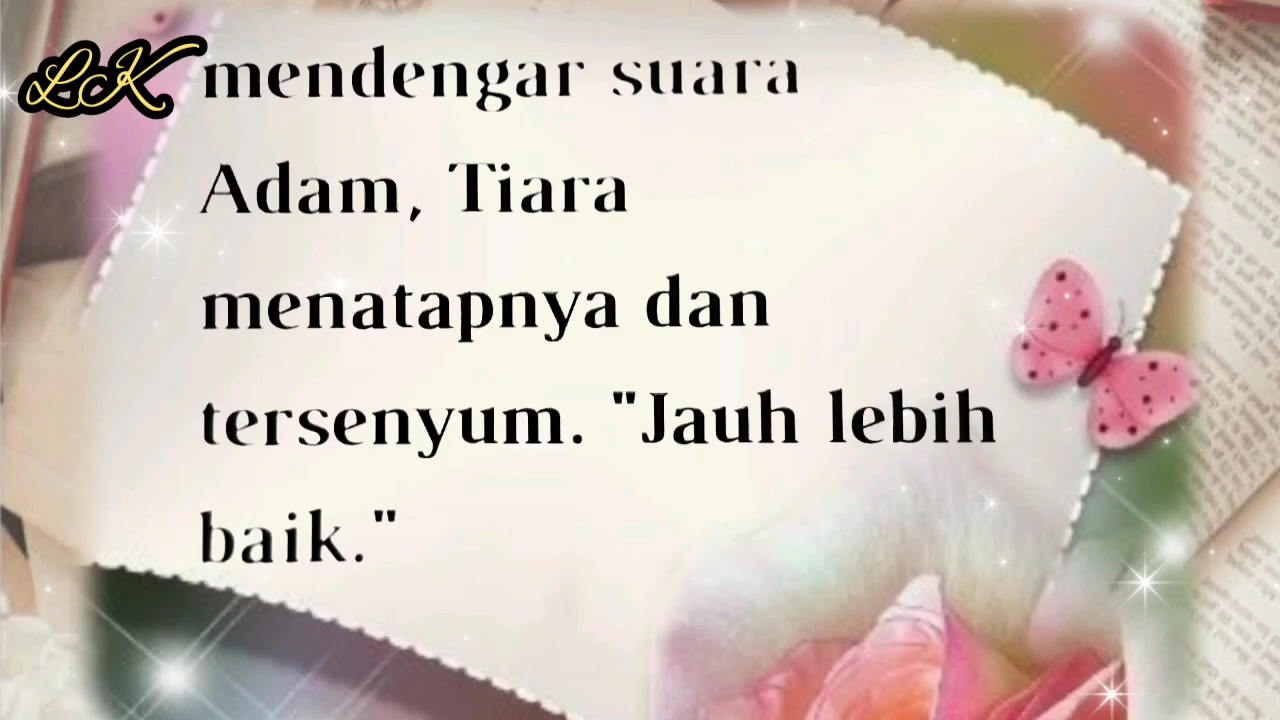 LK
mendengar suara
Adam, Tiara
menatapnya dan
tersenyum. "Jauh lebih
baik."